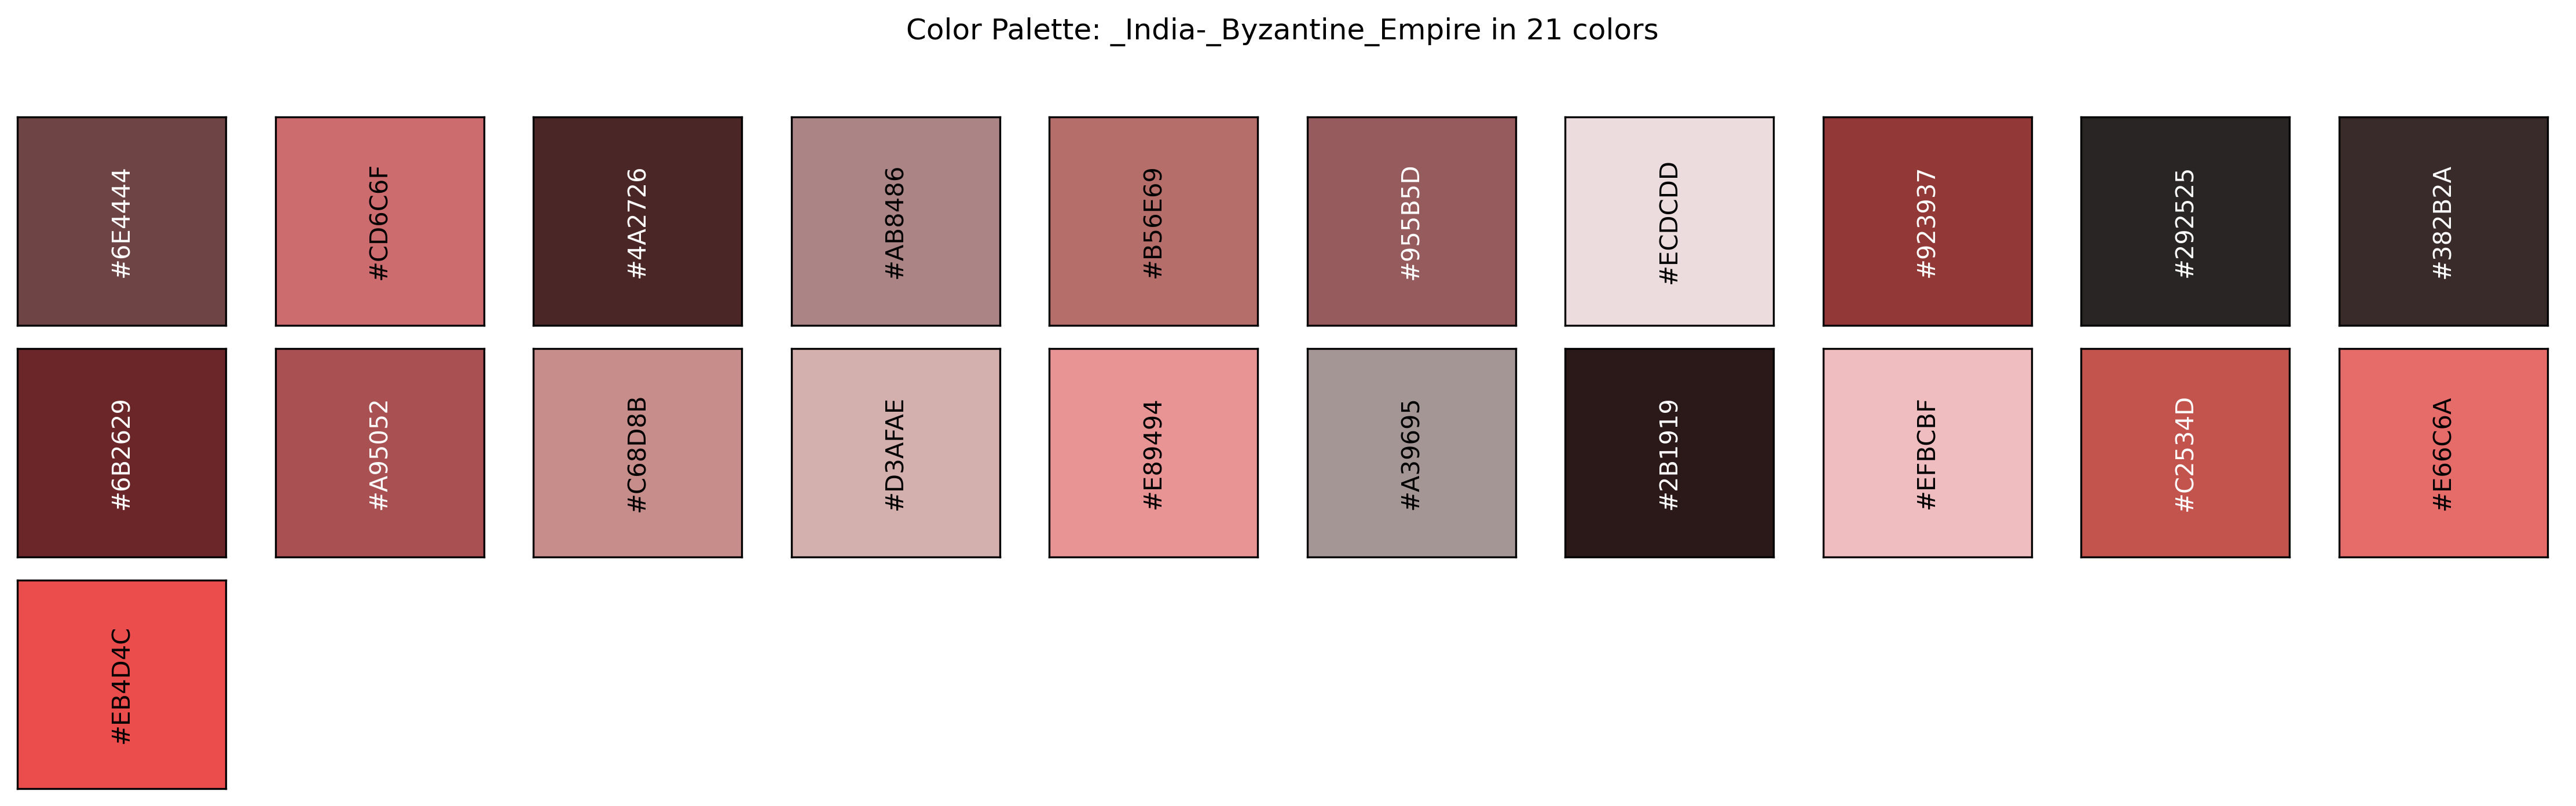 Color Palette: _India-_Byzantine_Empire in 21 colors
#6E4444
#CD6C6F
#4A2726
#AB8486
#B56E69
#955B5D
#ECDCDD
#923937
#292525
#382B2A
#6B2629
#A95052
#C68D8B
#D3AFAE
#E89494
#A39695
#2B1919
#EFBCBF
#C2534D
#E66C6A
#EB4D4C